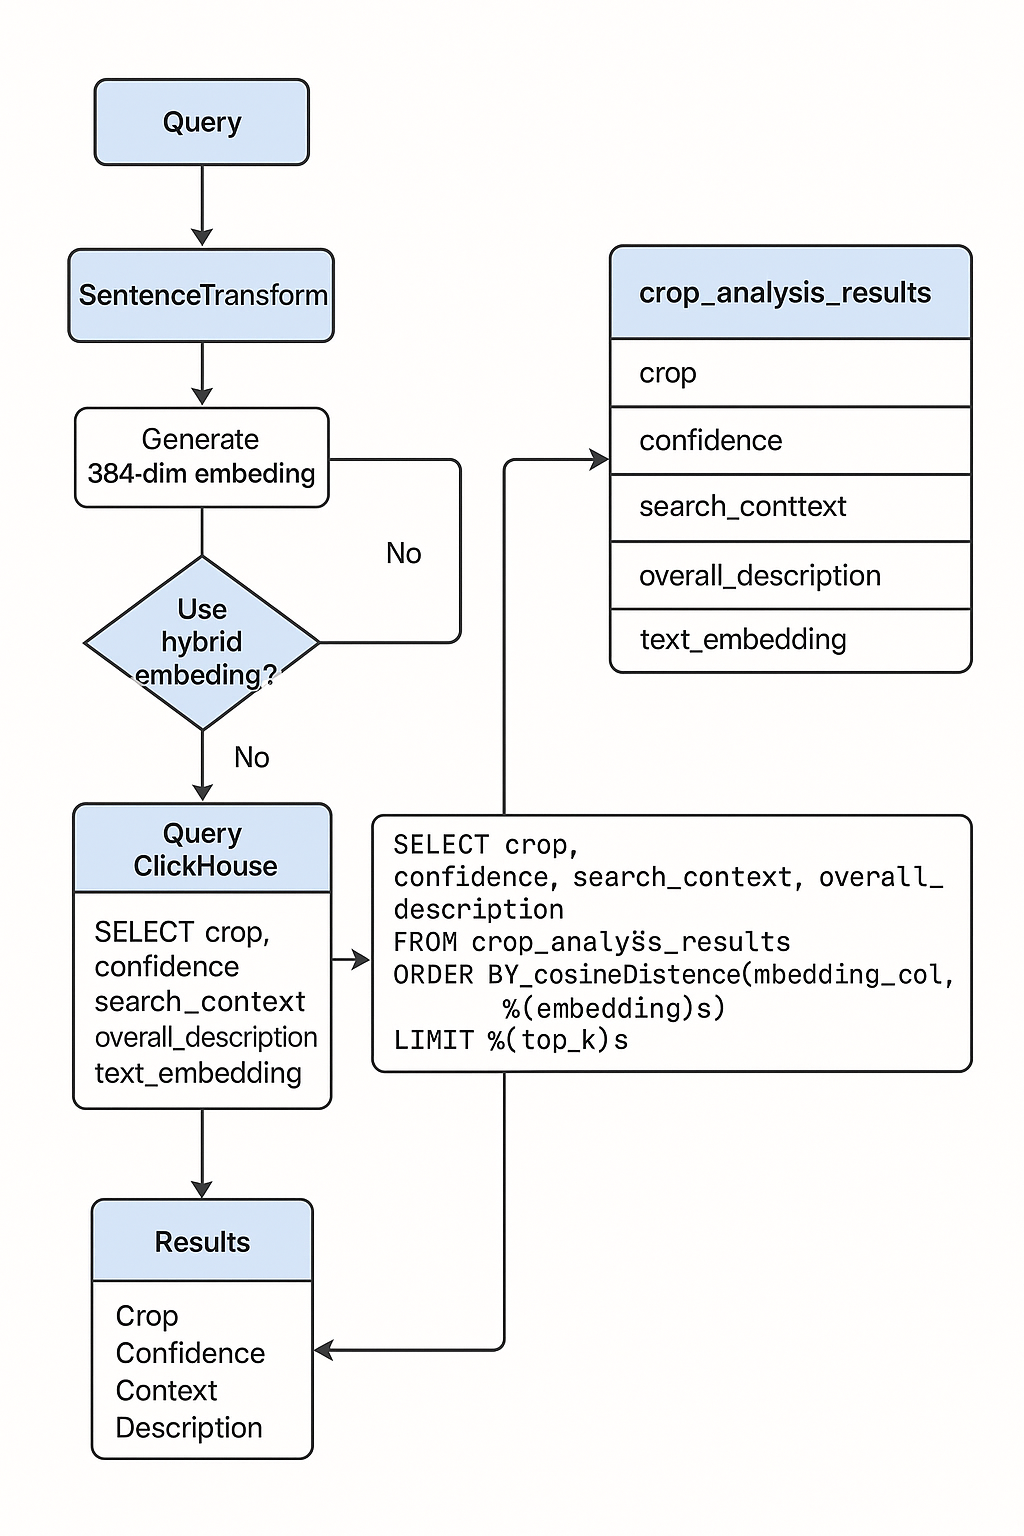 Query
SentenceTransform
Generate
384-dim embeding
No
Use
hybrid
embeding?
No
Query
ClickHouse
SELECT crop,
confidence
search_context
overall_description
text_embedding
Results
Crop
Confidence
Context
Description
crop_analysis_results
crop
confidence
search_conttext
overall_description
text_embedding
SELECT crop,
confidence, search_context, overall_
description
FROM crop_analys̈s_results
ORDER BY_cosineDistence(mbedding_col,
%(embedding)s)
LIMIT %(top_k)s